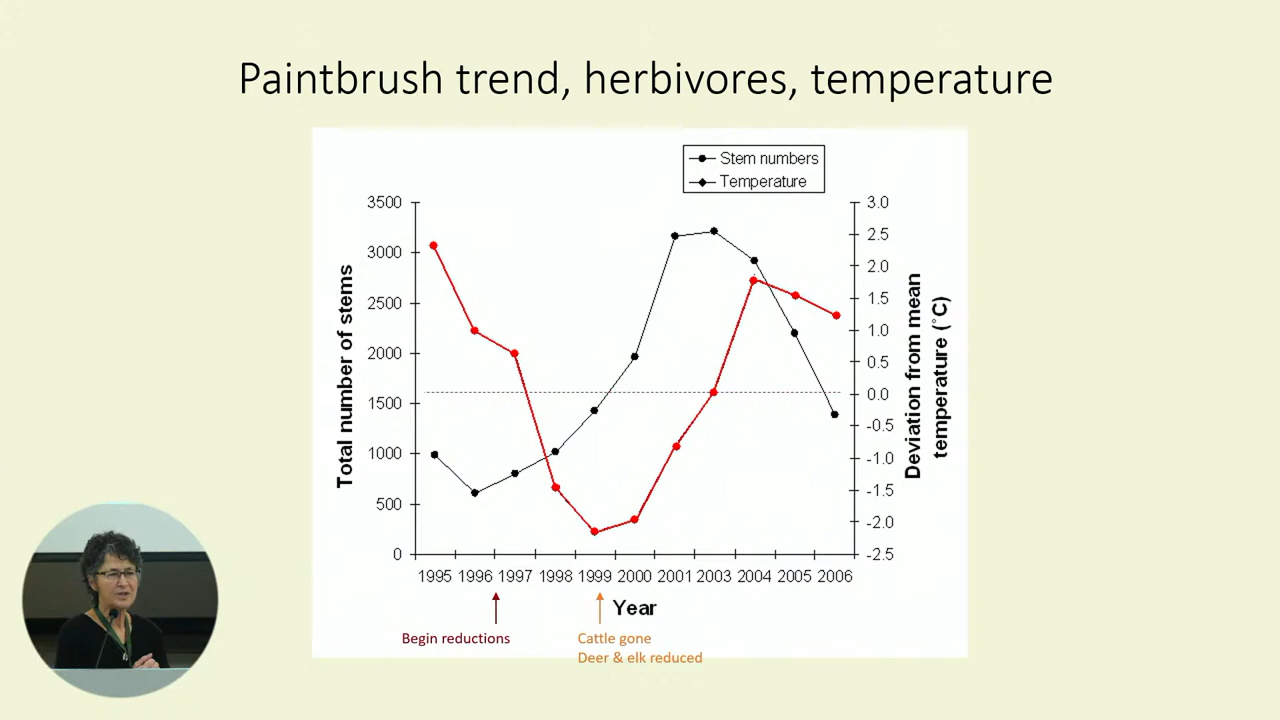 Paintbrush trend, herbivores, temperature
Stem numbers
Temperature
3500
3000
2500
2000
1500
1000
500
0
Total number of stems
3.0
2.5
2.0
1.5
1.0
0.5
0.0
-0.5
-1.0
-1.5
-2.0
-2.5
Deviation from mean
temperature (˚C)
1995 1996 1997 1998 1999 2000 2001 2003 2004 2005 2006
Year
Begin reductions
Cattle gone
Deer & elk reduced